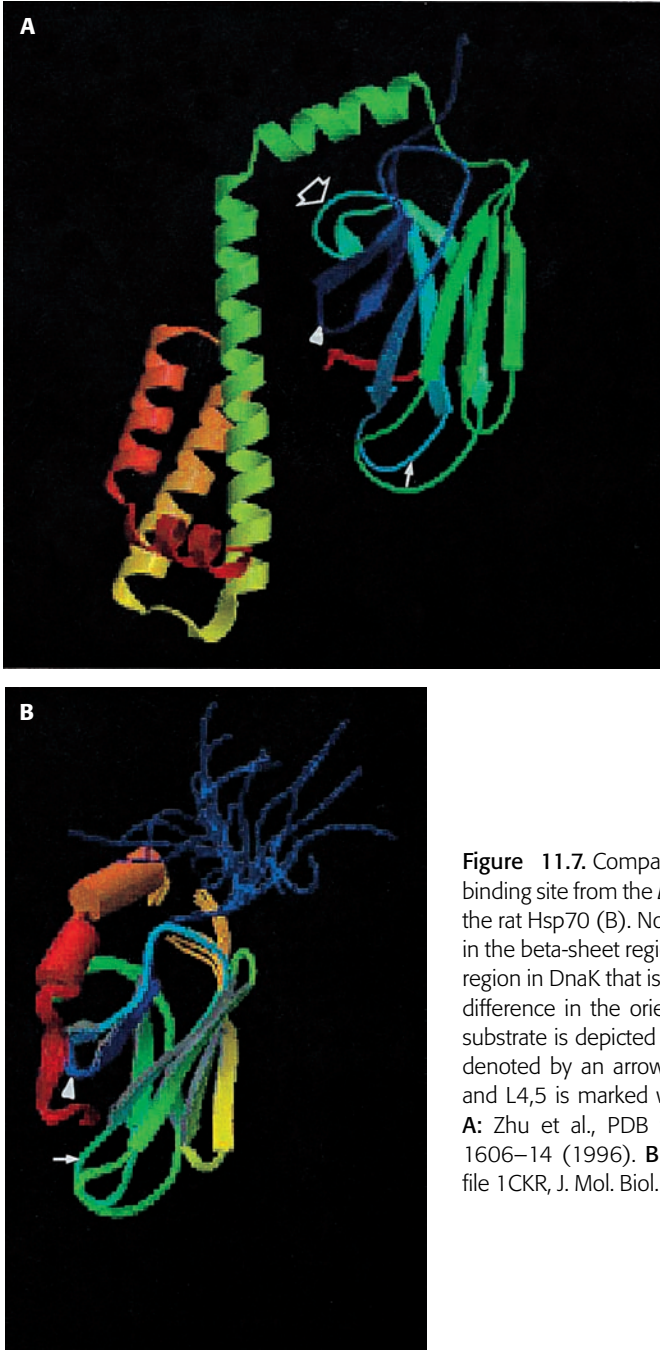 A
B
Figure 11.7. Compa
binding site from the
the rat Hsp70 (B). No
in the beta-sheet regi
region in DnaK that is
difference in the orie
substrate is depicted
denoted by an arrow
and L4,5 is marked
A: Zhu et al., PDB
1606–14 (1996). B
file 1CKR, J. Mol. Biol.